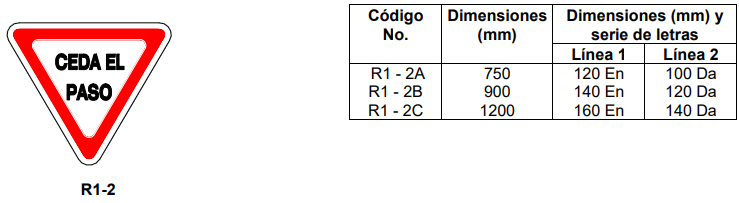 CEDA EL
PASO
R1-2
Código No. Dimensiones (mm) Dimensiones (mm) y serie de letras
Línea 1 Línea 2
R1 - 2A 750 120 En 100 Da
R1 - 2B 900 140 En 120 Da
R1 - 2C 1200 160 En 140 Da